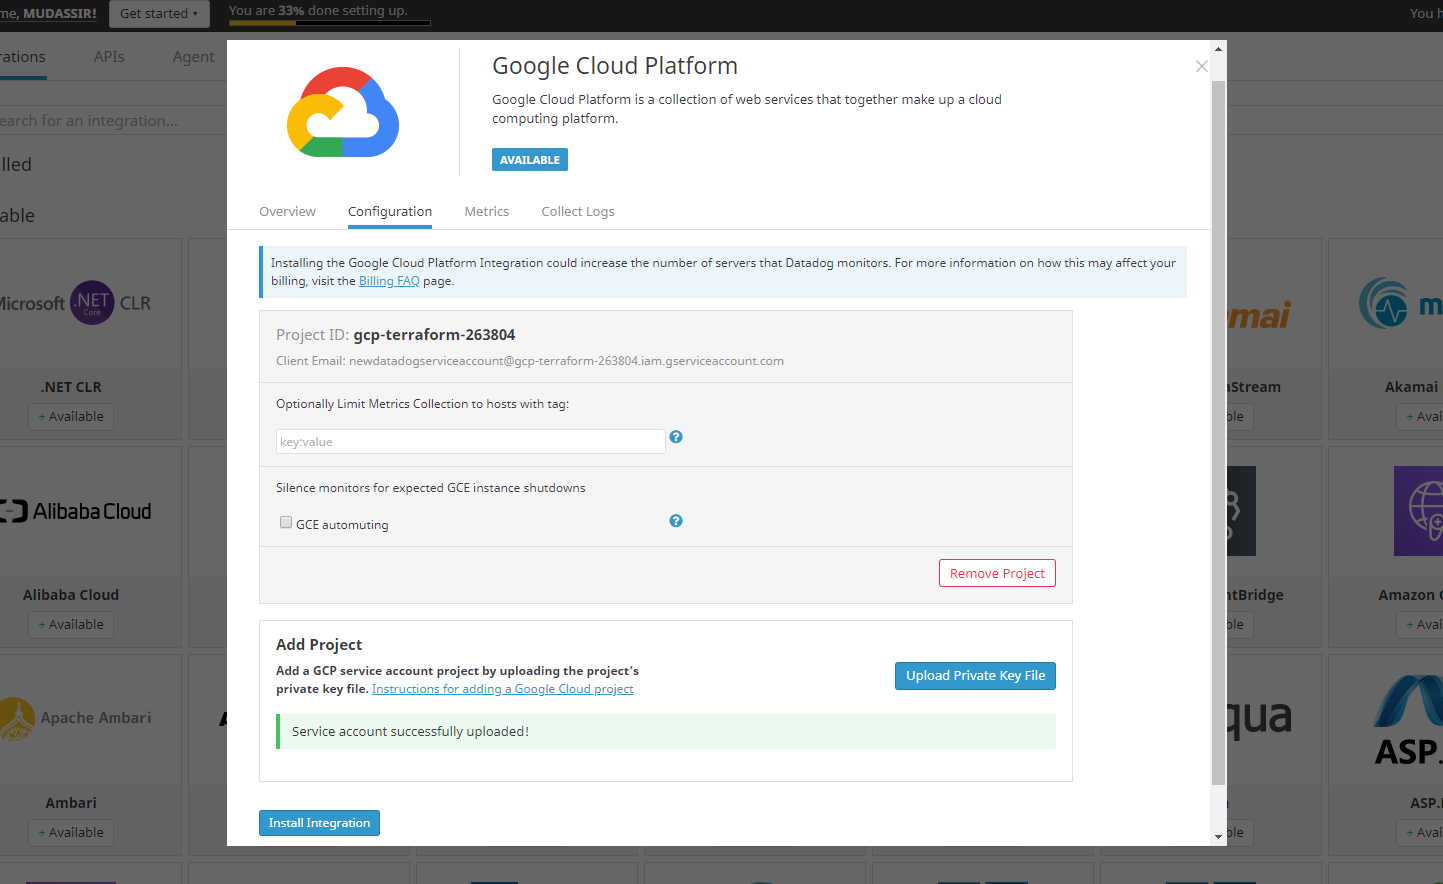 me, MUDASSIR!
Get started
You are 33% done setting up.
You h
rations
APIs
Agent
earch for an integration...
lled
able
Microsoft .NET Core CLR
.NET CLR
+ Available
Alibaba Cloud
Alibaba Cloud
+ Available
Apache Ambari
Ambari
+ Available
Google Cloud Platform
Google Cloud Platform is a collection of web services that together make up a cloud
computing platform.
AVAILABLE
Overview
Configuration
Metrics
Collect Logs
Installing the Google Cloud Platform Integration could increase the number of servers that Datadog monitors. For more information on how this may affect your
billing, visit the Billing FAQ page.
Project ID: gcp-terraform-263804
Client Email: newdatadogserviceaccount@gcp-terraform-263804.iam.gserviceaccount.com
Optionally Limit Metrics Collection to hosts with tag:
key:value
?
Silence monitors for expected GCE instance shutdowns
GCE automuting
?
Remove Project
Add Project
Add a GCP service account project by uploading the project's
private key file. Instructions for adding a Google Cloud project
Upload Private Key File
Service account successfully uploaded!
Install Integration
mai
aStream
ble
m
Akamai
+ Avai
ntBridge
ble
Amazon
+ Avai
qua
ble
ASP.
ASP.
+ Avai